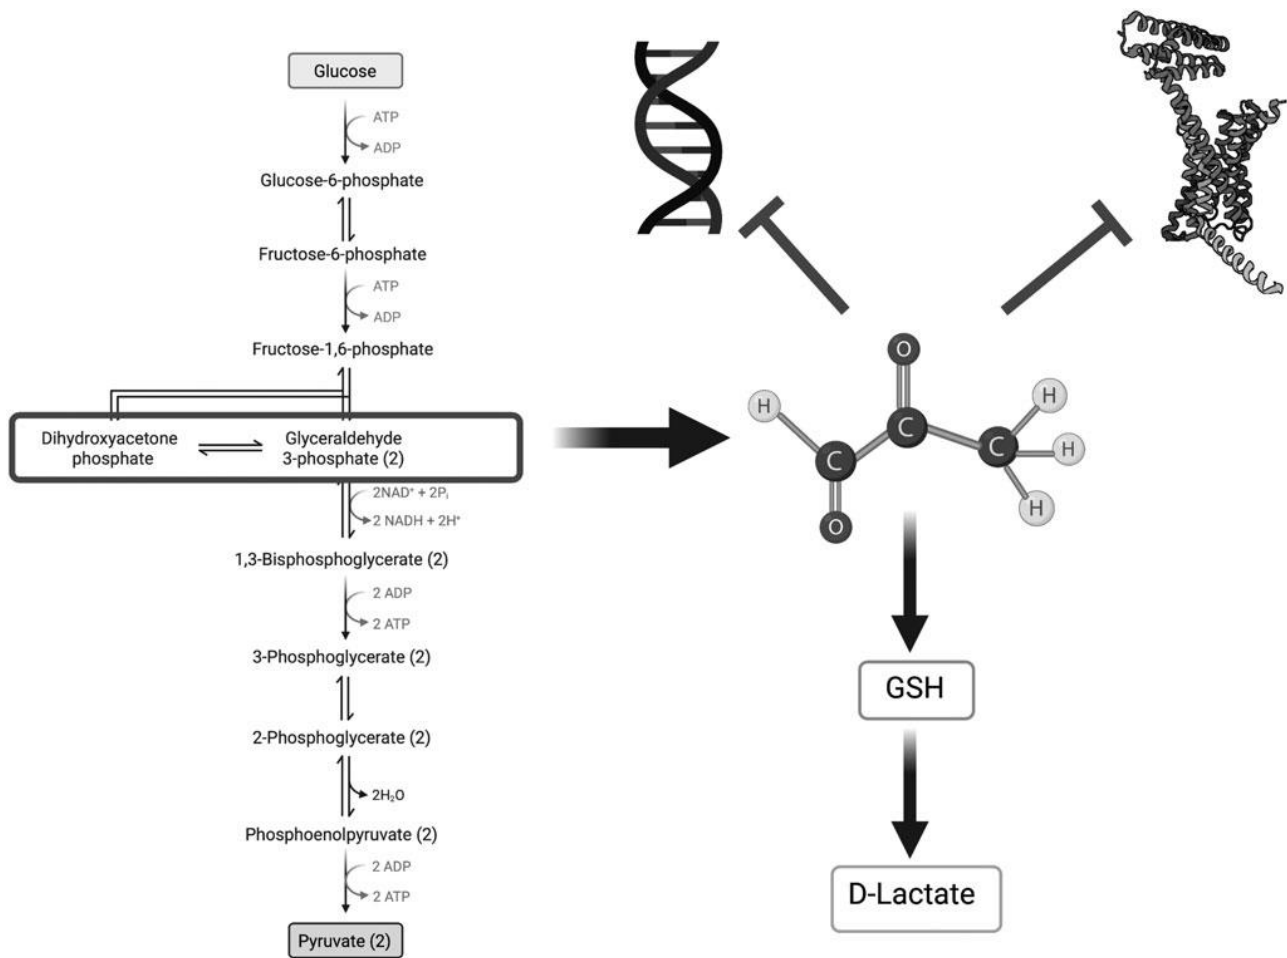 Glucose
ATP
ADP
Glucose-6-phosphate
Fructose-6-phosphate
ATP
ADP
Fructose-1,6-phosphate
Dihydroxyacetone
phosphate
Glyceraldehyde
3-phosphate (2)
2NAD⁺ + 2Pᵢ
2 NADH + 2H⁺
1,3-Bisphosphoglycerate (2)
2 ADP
2 ATP
3-Phosphoglycerate (2)
2-Phosphoglycerate (2)
2H₂O
Phosphoenolpyruvate (2)
2 ADP
2 ATP
Pyruvate (2)
O
H
H
C
C
C
H
H
O
GSH
D-Lactate